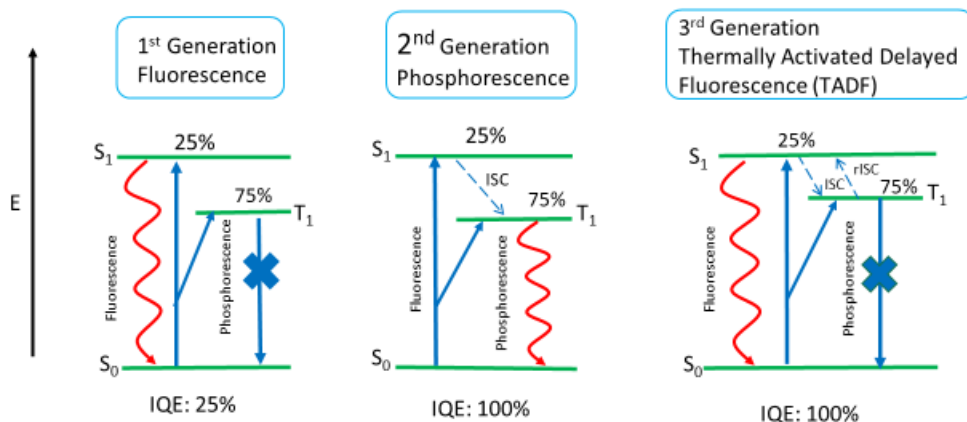 1st Generation
Fluorescence
2nd Generation
Phosphorescence
3rd Generation
Thermally Activated Delayed
Fluorescence (TADF)
E
S1
25%
75%
T1
Fluorescence
Phosphorescence
S0
IQE: 25%
S1
25%
ISC
75%
T1
Fluorescence
Phosphorescence
S0
IQE: 100%
S1
25%
ISC
rISC
75%
T1
Fluorescence
Phosphorescence
S0
IQE: 100%